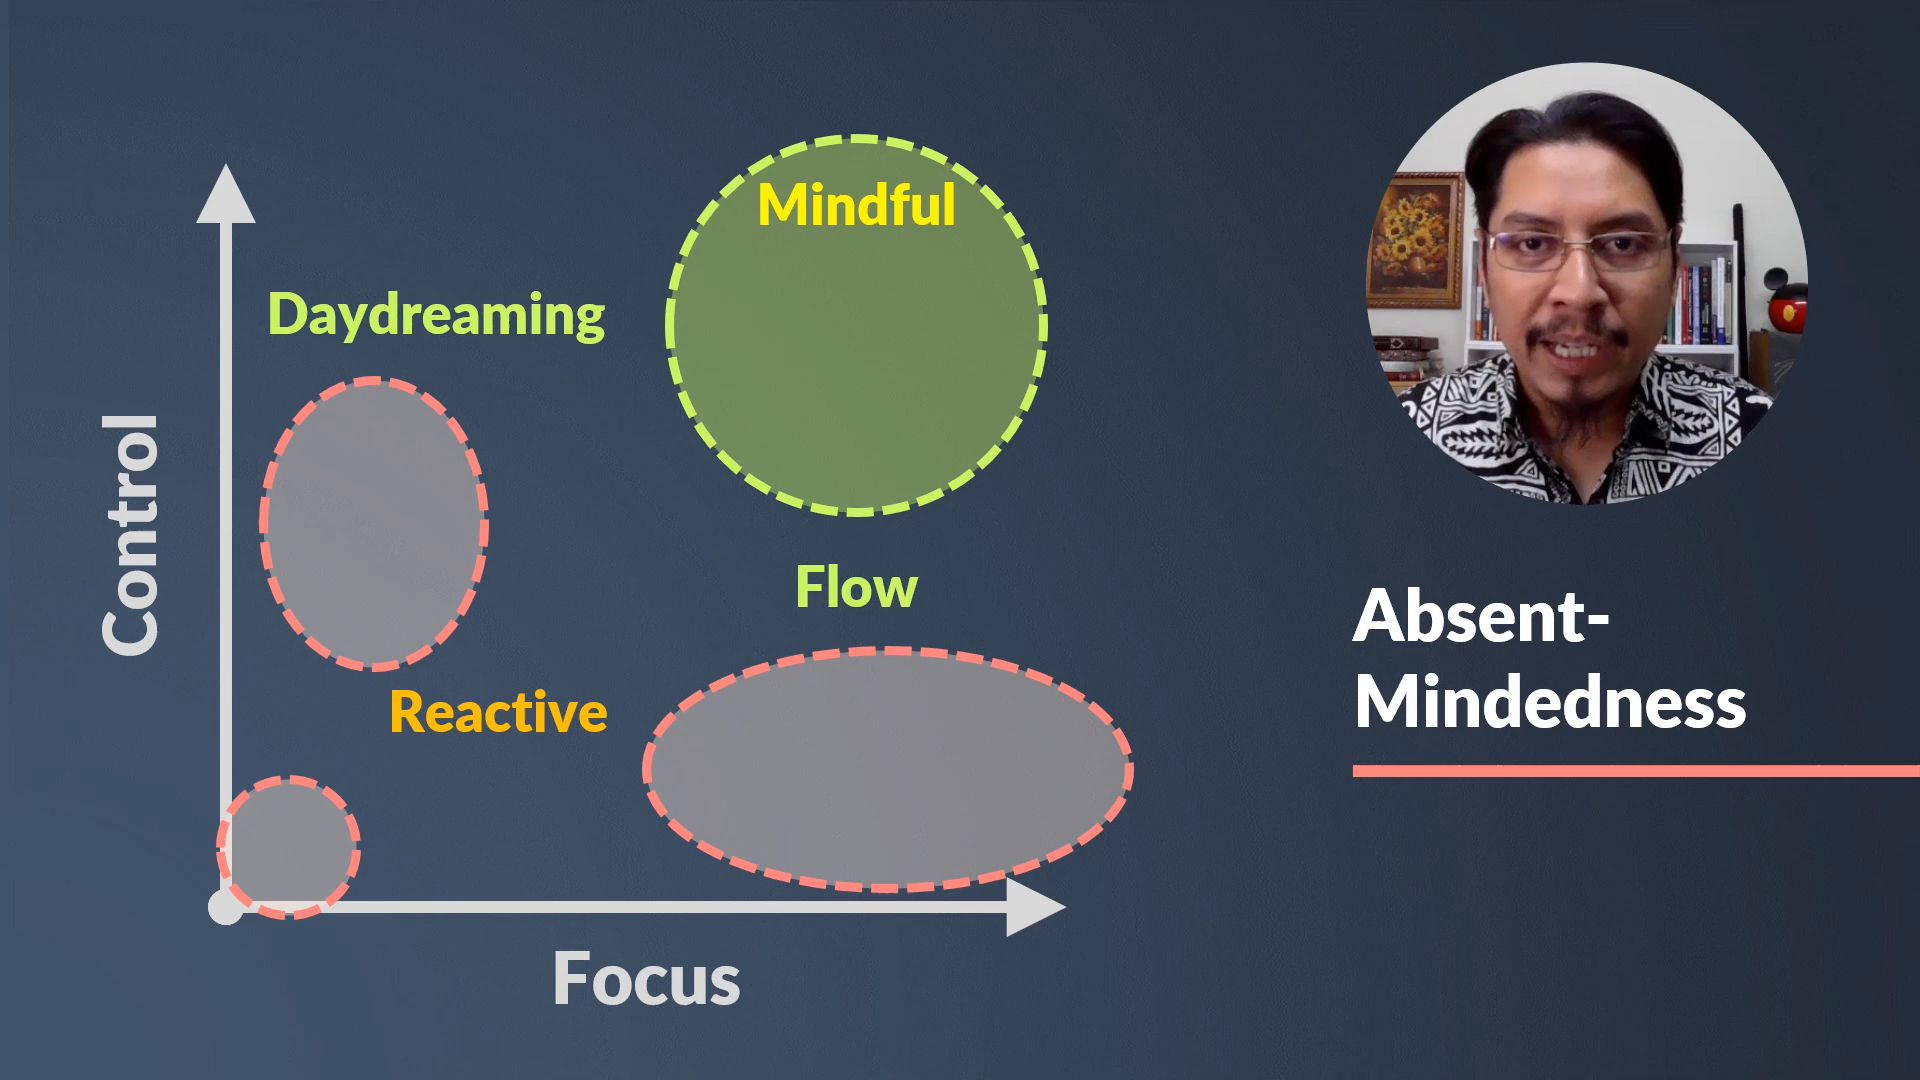 Mindful
Daydreaming
Control
Flow
Reactive
Focus
Absent-
Mindedness